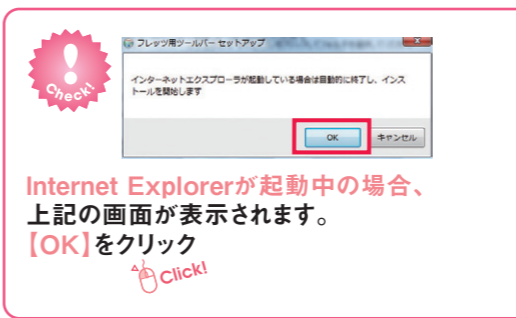 Check!
フレッツ用ツールバー セットアップ
インターネットエクスプローラが起動している場合は自動的に終了し、インス
トールを開始します
OK
キャンセル
Internet Explorerが起動中の場合、
上記の画面が表示されます。
【OK】をクリック
Click!